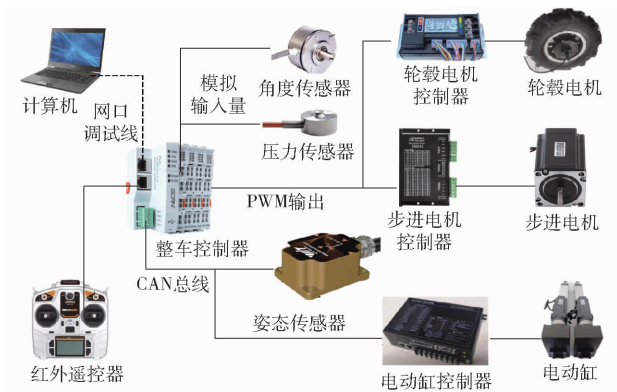 计算机
网口
调试线
模拟
输入量
角度传感器
压力传感器
轮毂电机
控制器
轮毂电机
整车控制器
PWM输出
步进电机
控制器
步进电机
CAN总线
姿态传感器
红外遥控器
电动缸控制器
电动缸